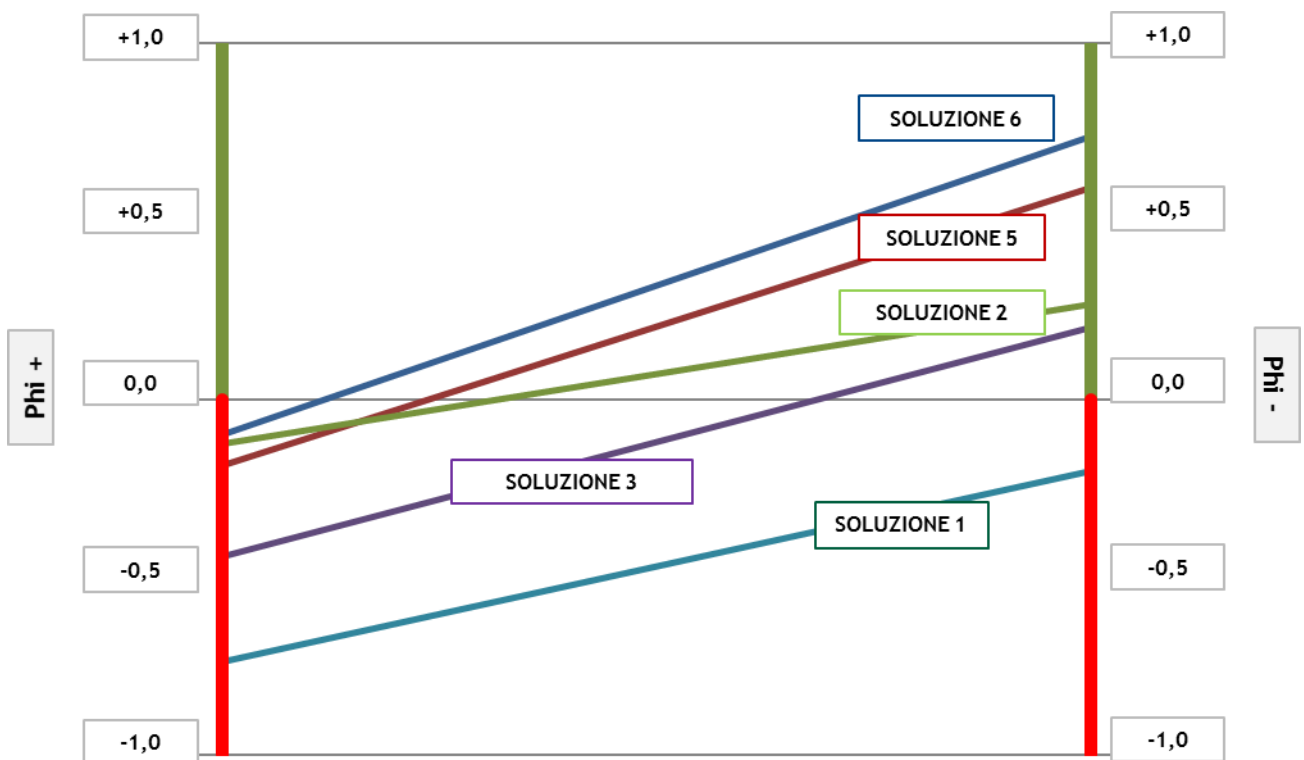 +1,0
+1,0
SOLUZIONE 6
+0,5
+0,5
SOLUZIONE 5
SOLUZIONE 2
Phi +
0,0
0,0
Phi -
SOLUZIONE 3
SOLUZIONE 1
-0,5
-0,5
-1,0
-1,0